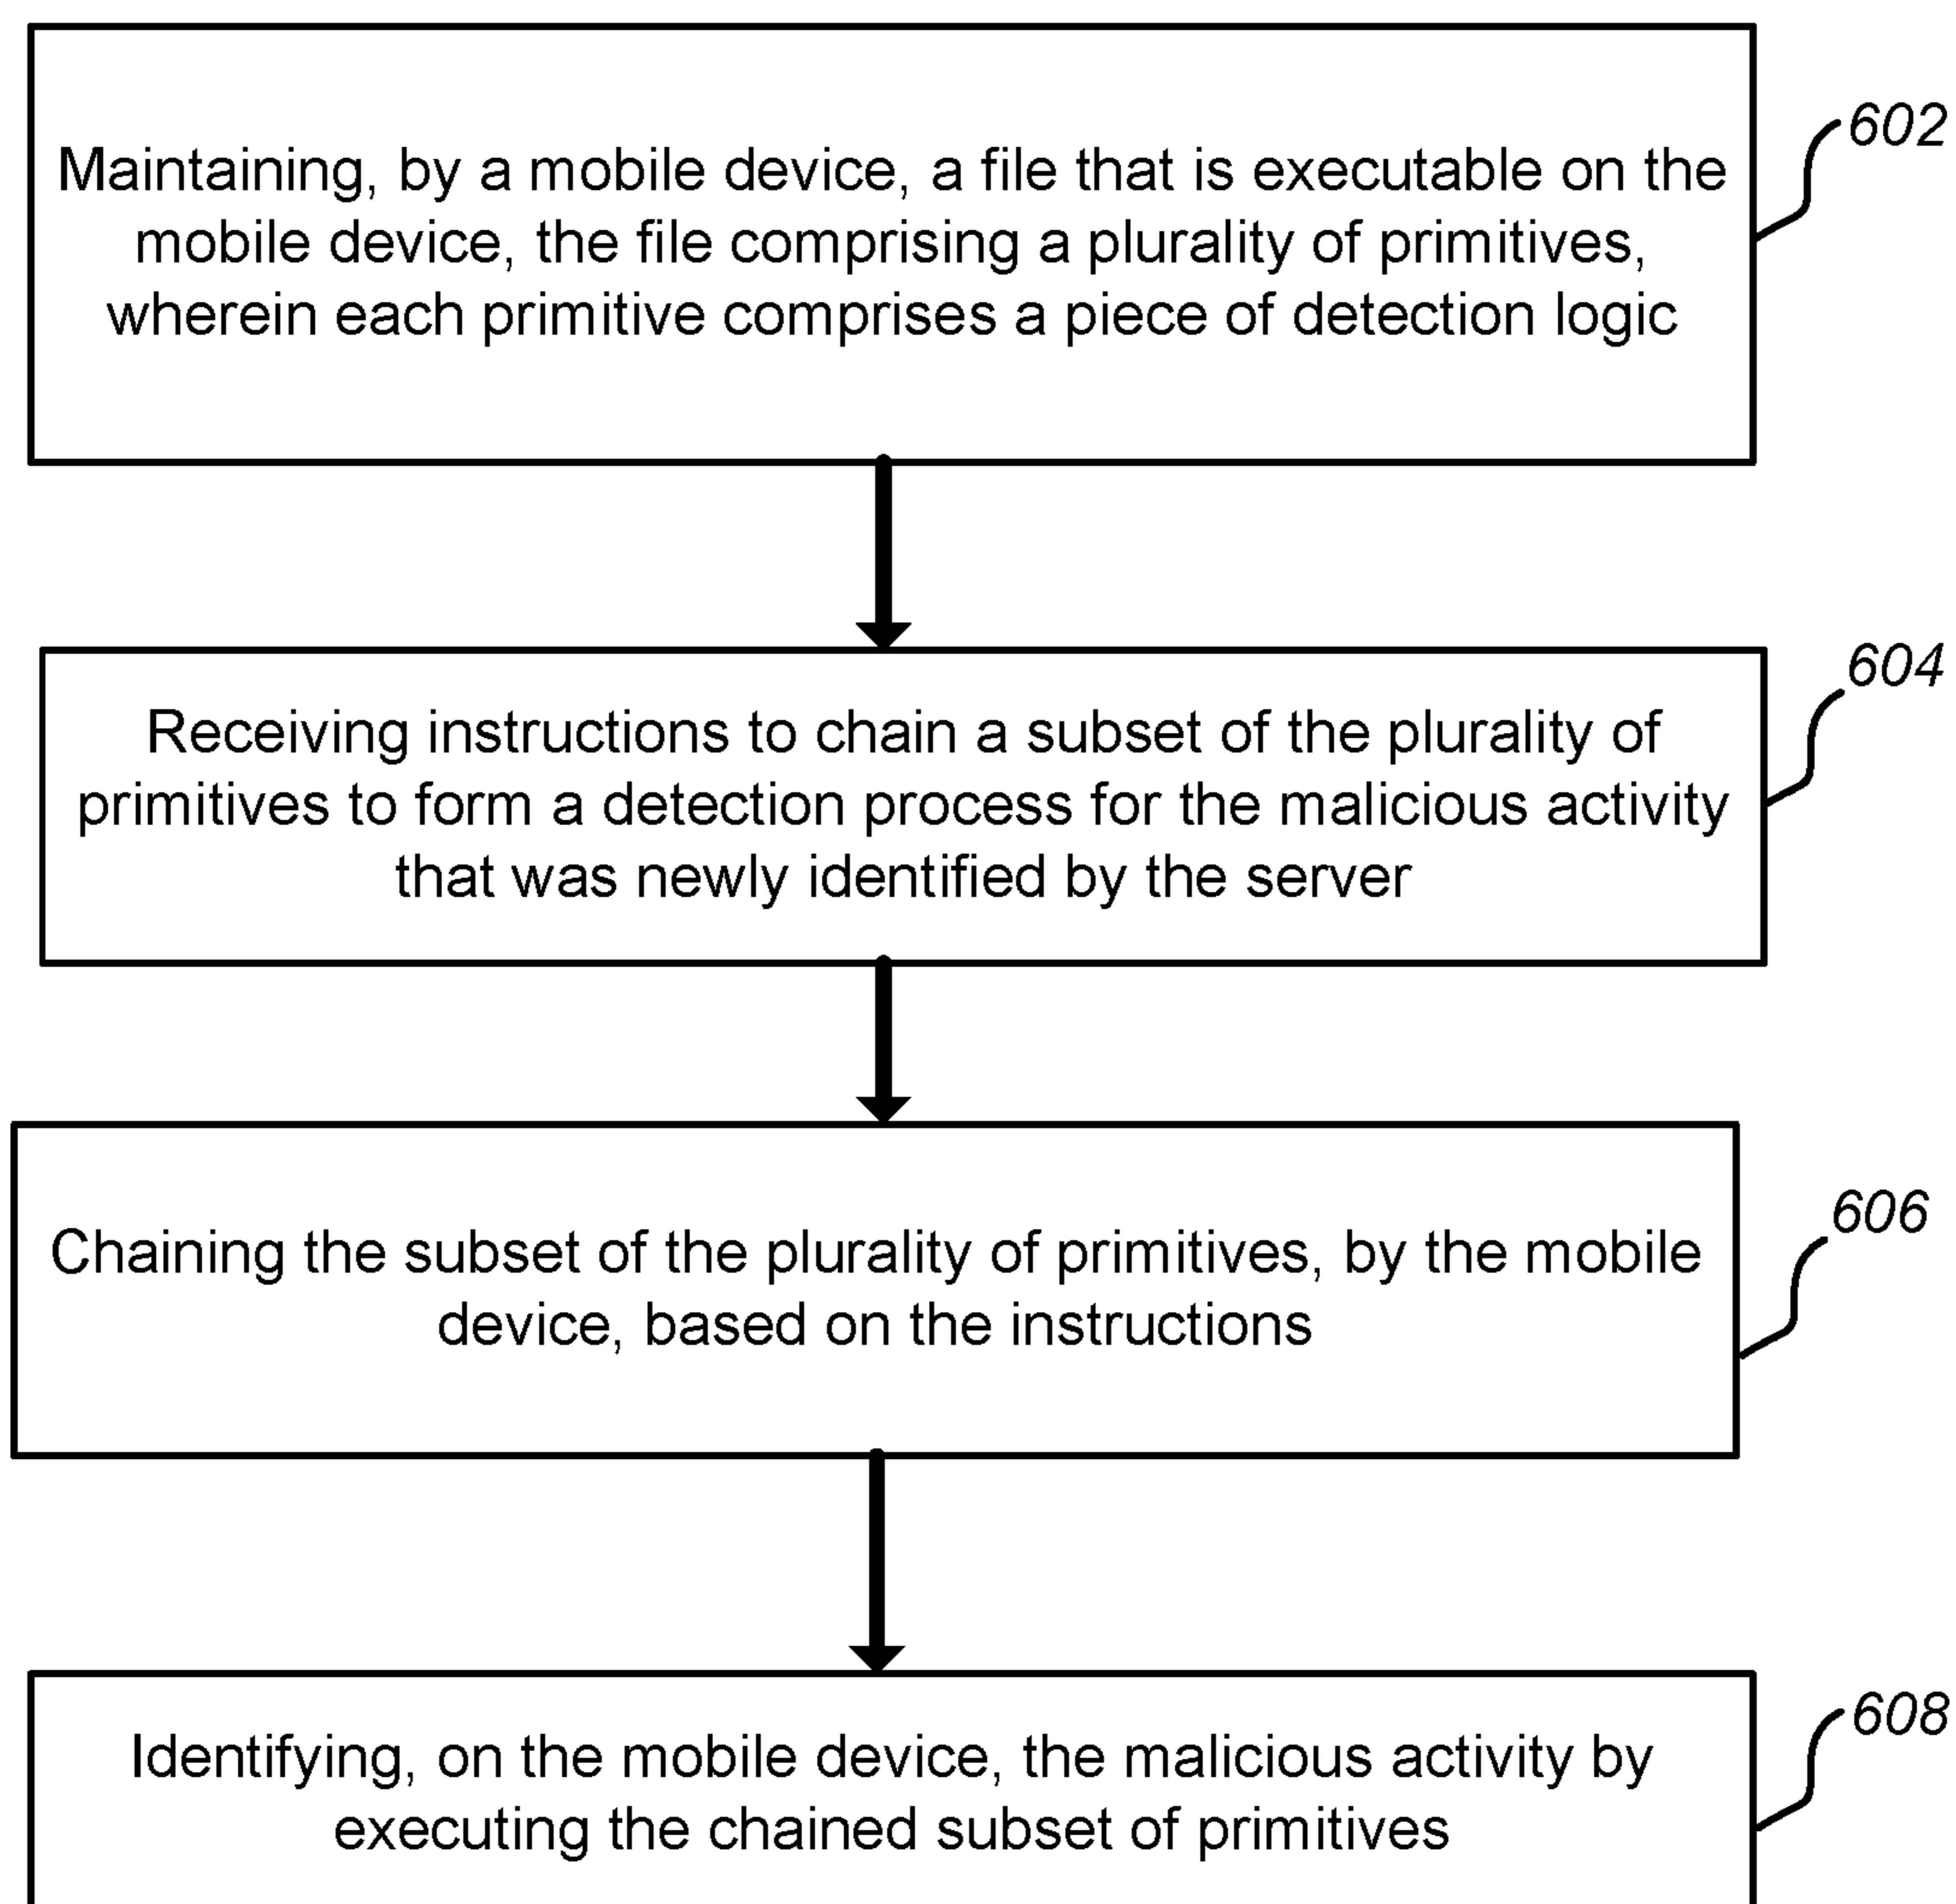 Maintaining, by a mobile device, a file that is executable on the
mobile device, the file comprising a plurality of primitives,
wherein each primitive comprises a piece of detection logic
602
Receiving instructions to chain a subset of the plurality of
primitives to form a detection process for the malicious activity
that was newly identified by the server
604
Chaining the subset of the plurality of primitives, by the mobile
device, based on the instructions
606
Identifying, on the mobile device, the malicious activity by
executing the chained subset of primitives
608